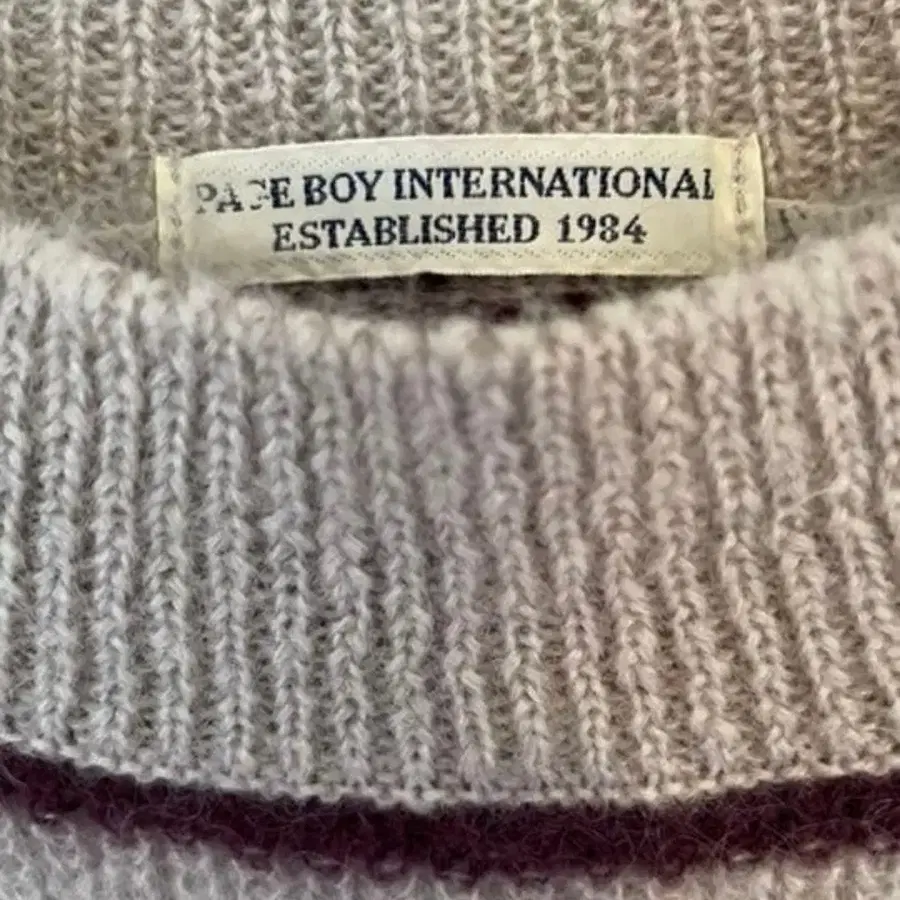 PAGE BOY INTERNATIONAL
ESTABLISHED 1984